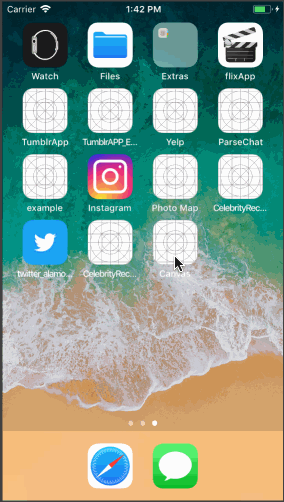 Carrier 1:42 PM
Watch Files Extras flixApp
TumblrApp TumblrAPP_E... Yelp ParseChat
example Instagram Photo Map CelebrityRec...
twitter_alamo... CelebrityRec... Canvas